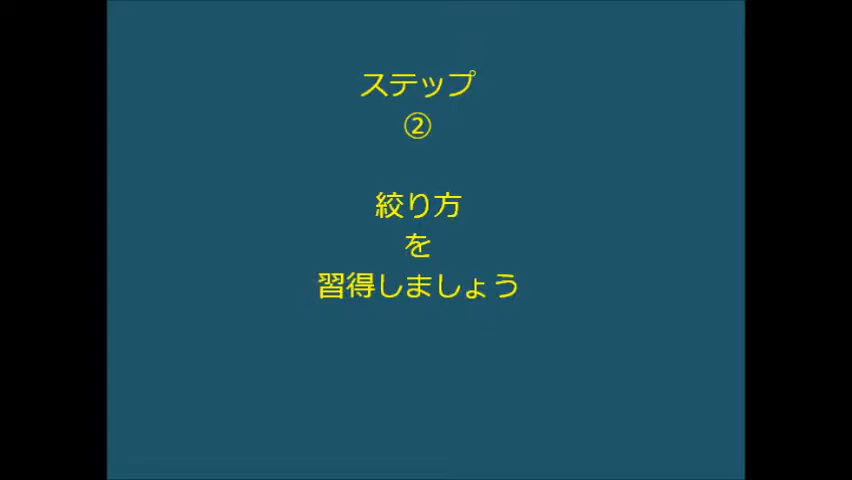 ステップ
②
絞り方
を
習得しましょう